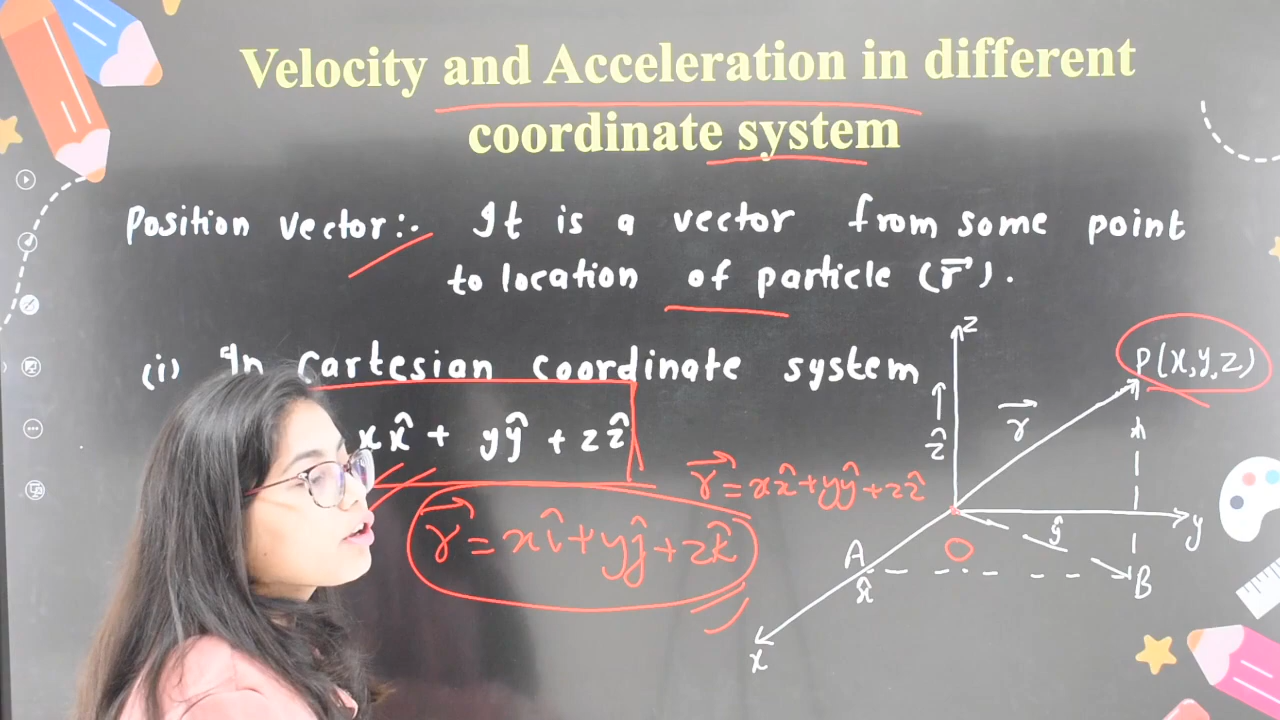 Velocity and Acceleration in different
coordinate system
Position vector:- It is a vector from some point
to location of particle (r⃗).
(i) In Cartesian coordinate system
xx̂ + yŷ + zẑ
r⃗ = xx̂+yŷ+zẑ
r⃗ = xî+yĵ+zk̂
z
P(x,y,z)
r⃗
ẑ
y
ŷ
O
A
x̂
B
x